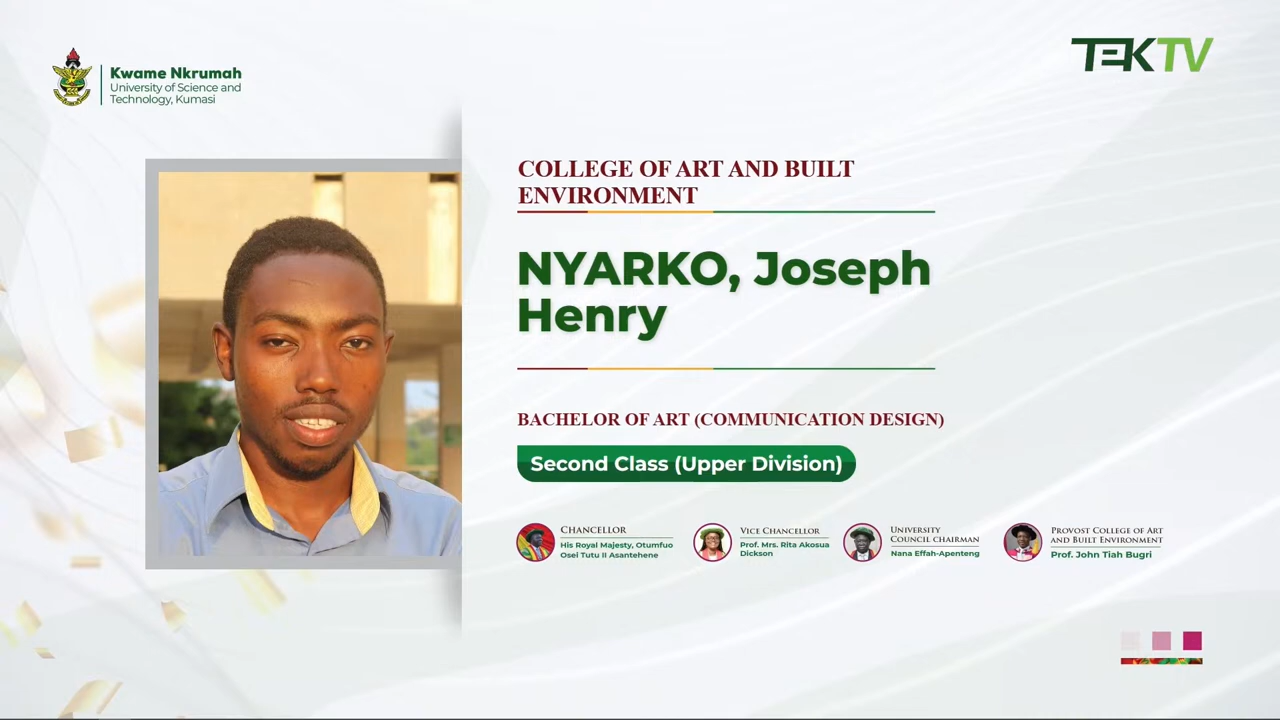 Kwame Nkrumah
University of Science and
Technology, Kumasi
TEKTV
COLLEGE OF ART AND BUILT
ENVIRONMENT
NYARKO, Joseph
Henry
BACHELOR OF ART (COMMUNICATION DESIGN)
Second Class (Upper Division)
CHANCELLOR
His Royal Majesty, Otumfuo
Osei Tutu II Asantehene
VICE CHANCELLOR
Prof. Mrs. Rita Akosua
Dickson
UNIVERSITY
COUNCIL CHAIRMAN
Nana Effah-Apenteng
PROVOST COLLEGE OF ART
AND BUILT ENVIRONMENT
Prof. John Tiah Bugri